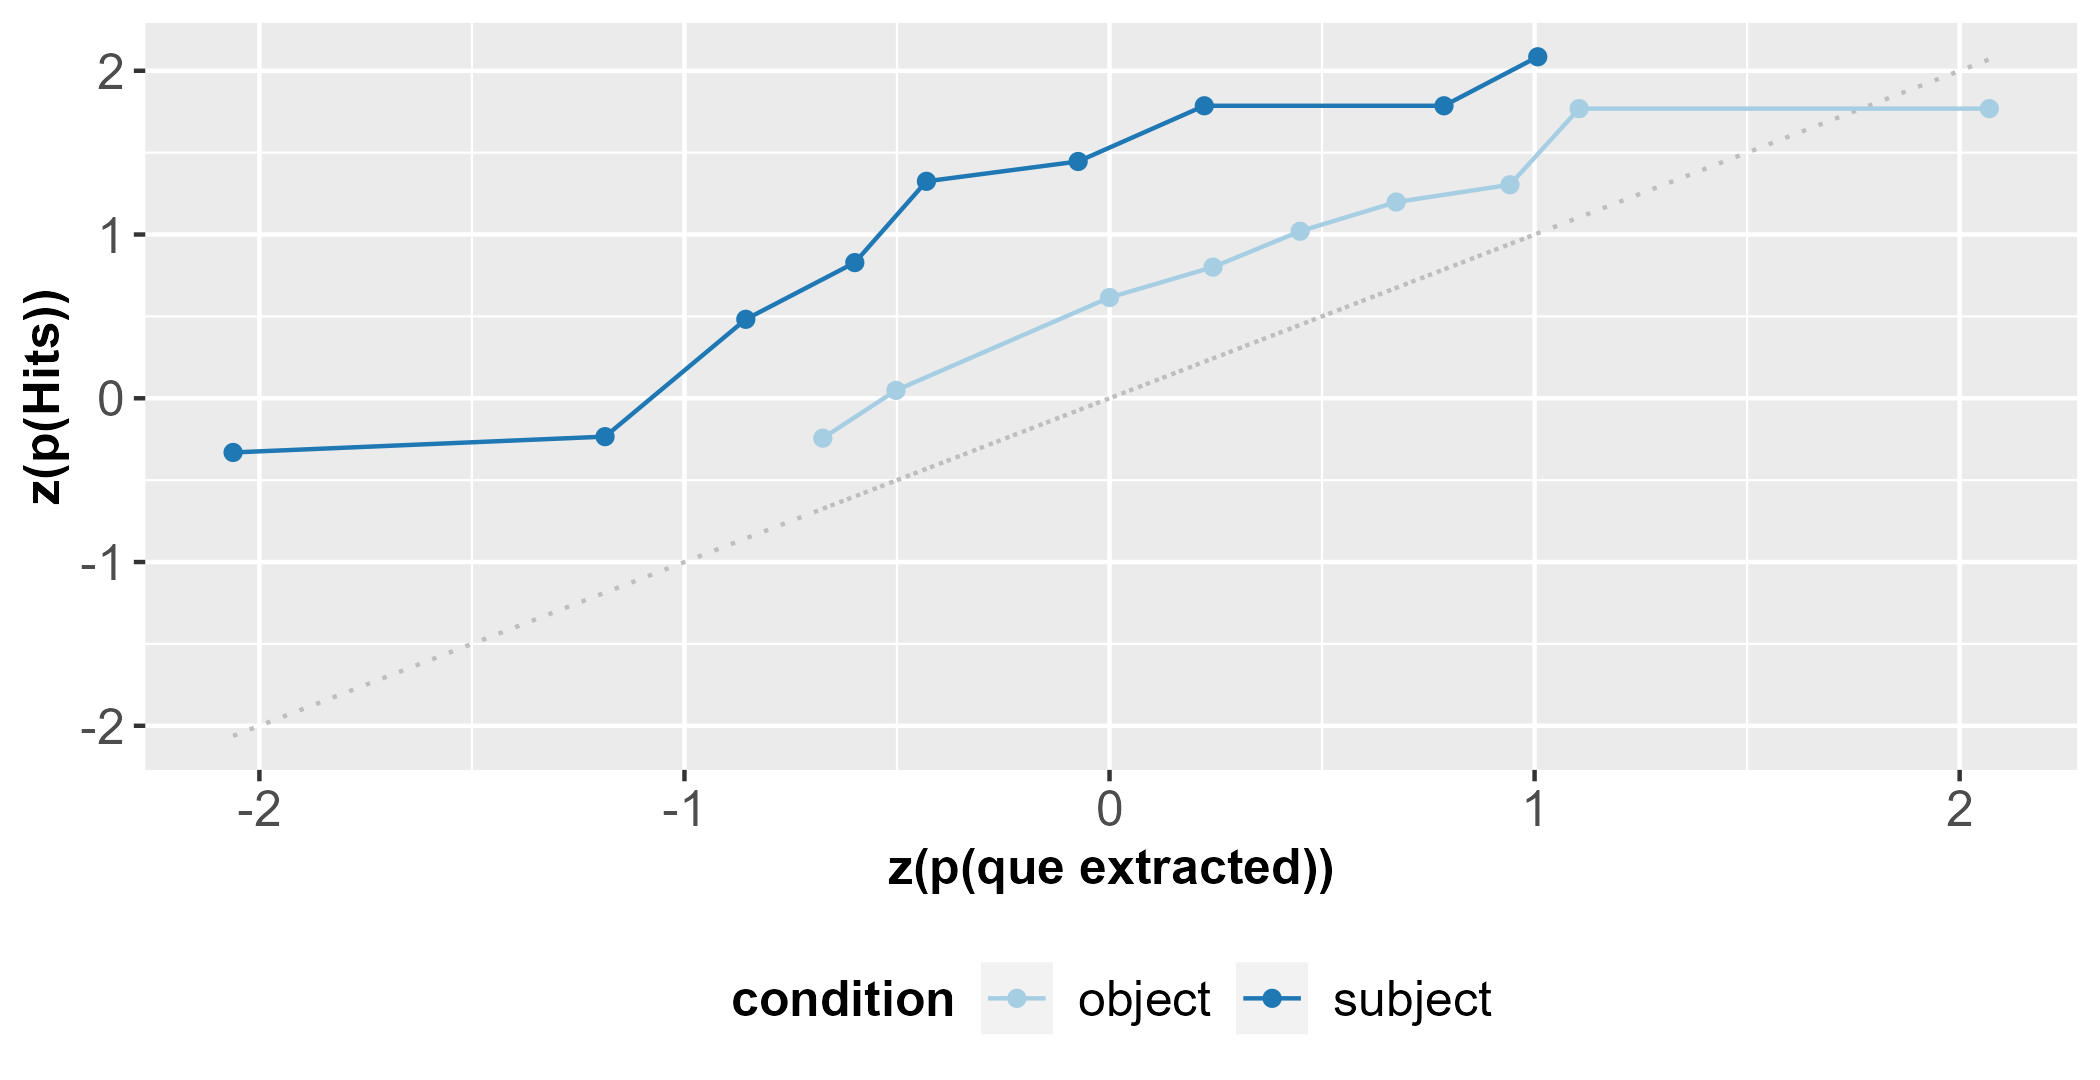 z(p(Hits))
2
1
0
-1
-2
-2 -1 0 1 2
z(p(que extracted))
condition object subject